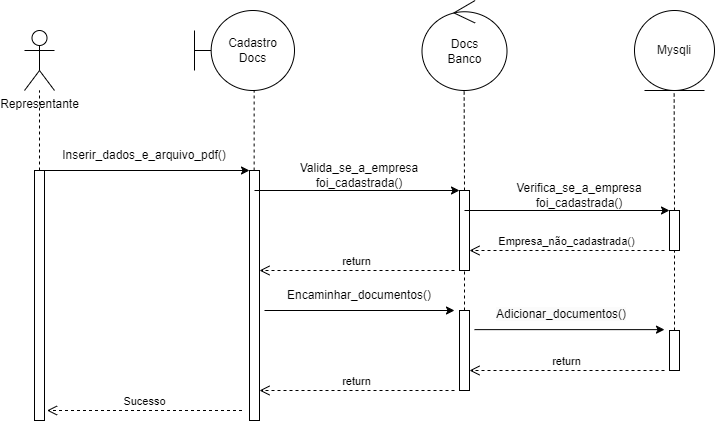 Cadastro
Docs
Docs
Banco
Mysqli
Representante
Inserir_dados_e_arquivo_pdf()
Valida_se_a_empresa
foi_cadastrada()
Verifica_se_a_empresa
foi_cadastrada()
Empresa_não_cadastrada()
return
Encaminhar_documentos()
Adicionar_documentos()
return
return
Sucesso